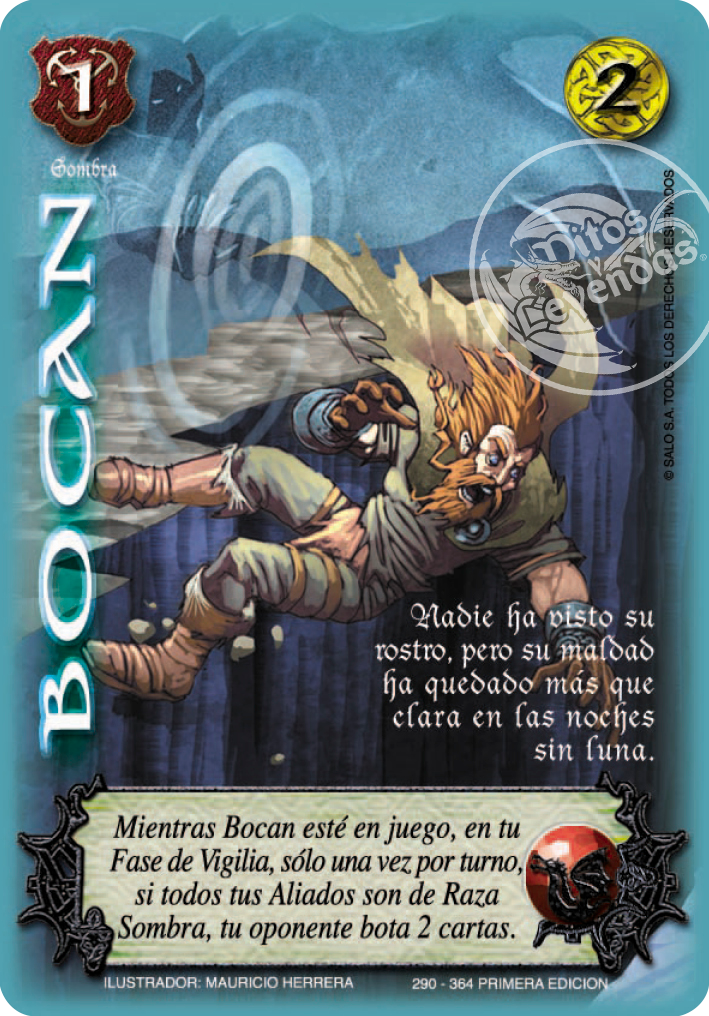 1
2
Sombra
BOCAN
Mitos
y
Leyendas®
© SALO S.A. TODOS LOS DERECHOS RESERVADOS
Nadie ha visto su
rostro, pero su maldad
ha quedado más que
clara en las noches
sin luna.
Mientras Bocan esté en juego, en tu
Fase de Vigilia, sólo una vez por turno,
si todos tus Aliados son de Raza
Sombra, tu oponente bota 2 cartas.
ILUSTRADOR: MAURICIO HERRERA
290 - 364 PRIMERA EDICION